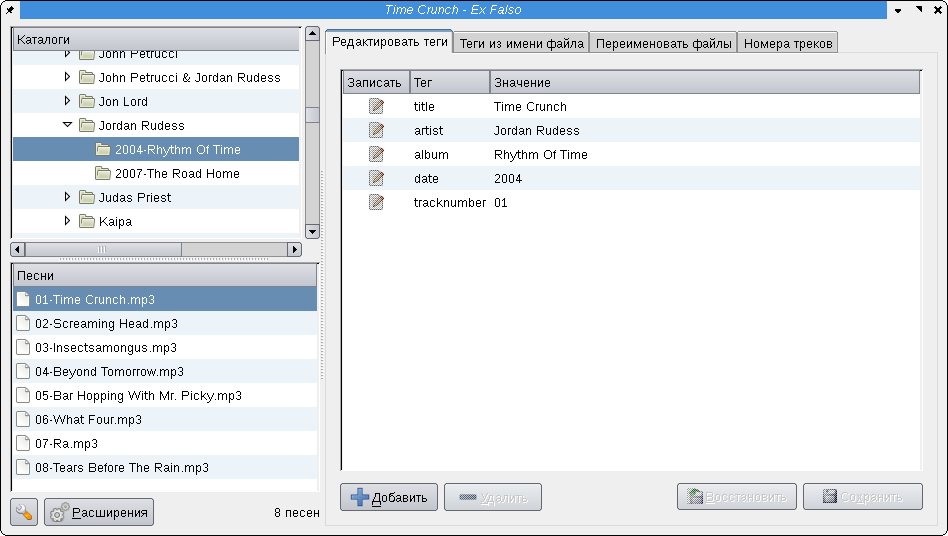 Time Crunch - Ex Falso
Каталоги
John Petrucci
John Petrucci & Jordan Rudess
Jon Lord
Jordan Rudess
2004-Rhythm Of Time
2007-The Road Home
Judas Priest
Kaipa
Песни
01-Time Crunch.mp3
02-Screaming Head.mp3
03-Insectsamongus.mp3
04-Beyond Tomorrow.mp3
05-Bar Hopping With Mr. Picky.mp3
06-What Four.mp3
07-Ra.mp3
08-Tears Before The Rain.mp3
Расширения 8 песен
Редактировать теги Теги из имени файла Переименовать файлы Номера треков
Записать Тег Значение
title Time Crunch
artist Jordan Rudess
album Rhythm Of Time
date 2004
tracknumber 01
Добавить Удалить Восстановить Сохранить